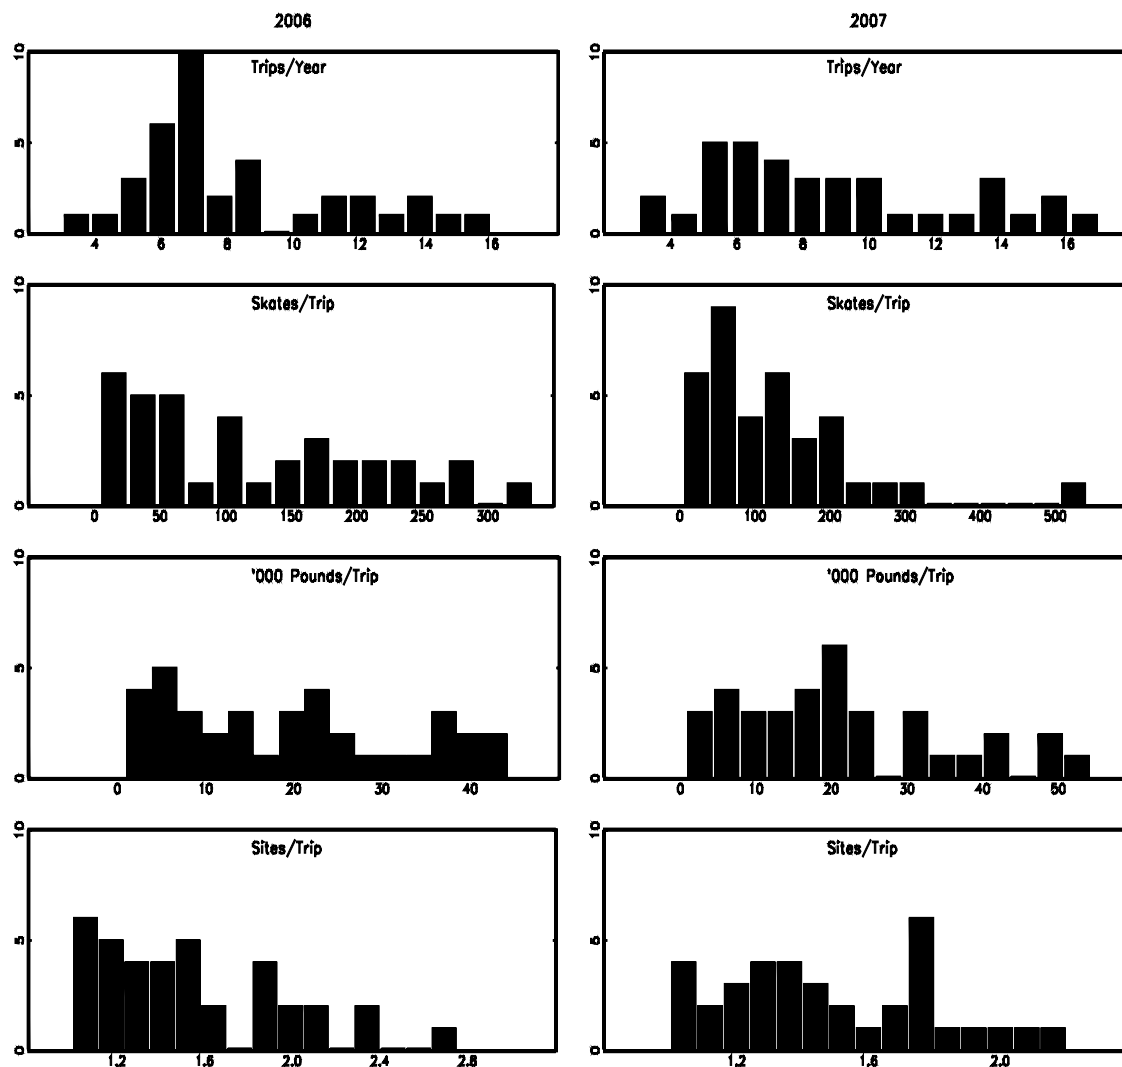 2006 2007
10 Trips/Year 10 Trips/Year
5 5
0 0
4 6 8 10 12 14 16 4 6 8 10 12 14 16
10 Skates/Trip 10 Skates/Trip
5 5
0 0
0 50 100 150 200 250 300 0 100 200 300 400 500
10 '000 Pounds/Trip 10 '000 Pounds/Trip
5 5
0 0
0 10 20 30 40 0 10 20 30 40 50
10 Sites/Trip 10 Sites/Trip
5 5
0 0
1.2 1.6 2.0 2.4 2.8 1.2 1.6 2.0